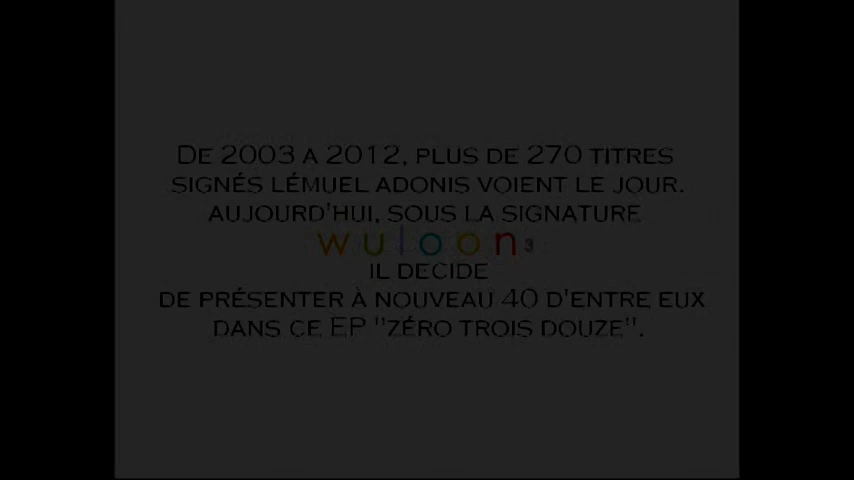 DE 2003 A 2012, PLUS DE 270 TITRES
SIGNÉS LÉMUEL ADONIS VOIENT LE JOUR.
AUJOURD'HUI, SOUS LA SIGNATURE
wuloon 3
IL DECIDE
DE PRÉSENTER À NOUVEAU 40 D'ENTRE EUX
DANS CE EP "ZÉRO TROIS DOUZE".